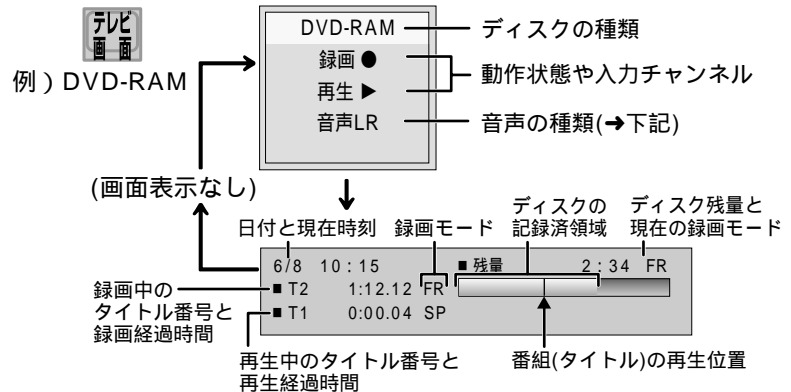 テレビ
画面
例）DVD-RAM
DVD-RAM
録画 ●
再生 ▶
音声LR
ディスクの種類
動作状態や入力チャンネル
音声の種類(➔下記)
(画面表示なし)
日付と現在時刻
録画モード
ディスクの
記録済領域
ディスク残量と
現在の録画モード
6/8 10：15 ■ 残量 2：34 FR
■ T2 1:12.12 FR
■ T1 0:00.04 SP
録画中の
タイトル番号と
録画経過時間
再生中のタイトル番号と
再生経過時間
番組(タイトル)の再生位置